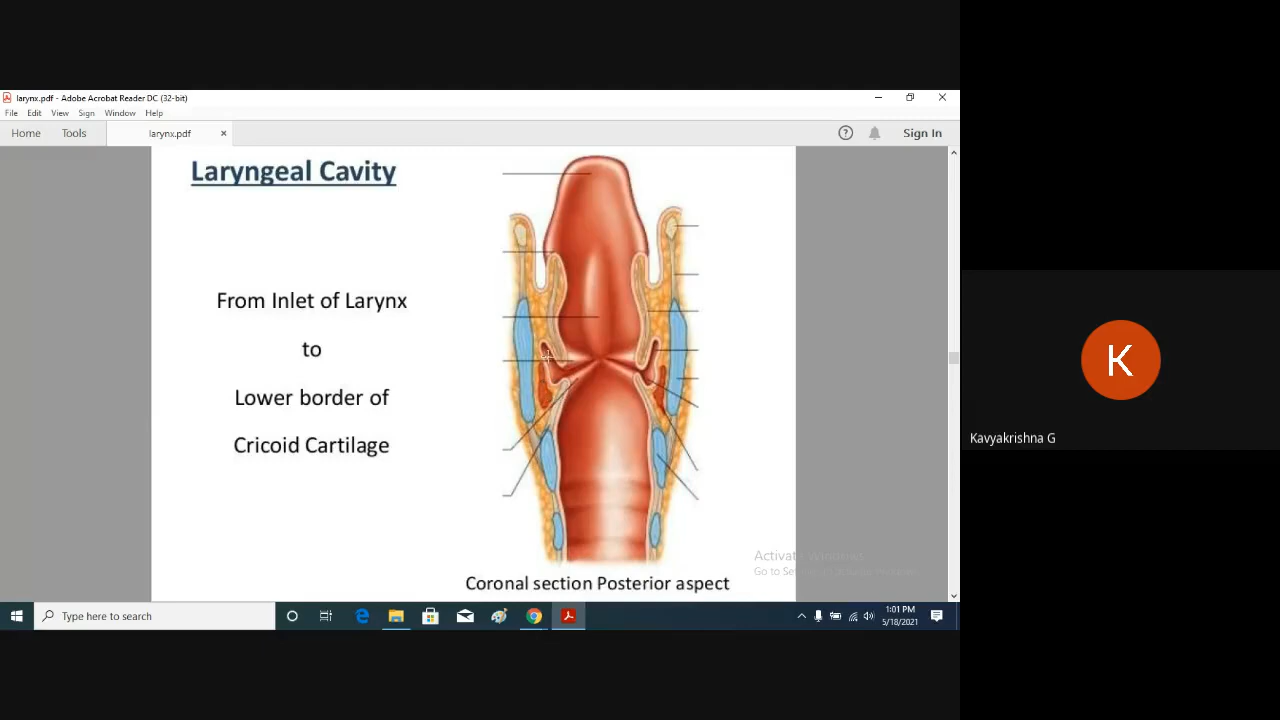 larynx.pdf - Adobe Acrobat Reader DC (32-bit)
File Edit View Sign Window Help
Home Tools larynx.pdf × ? Sign In
Laryngeal Cavity
From Inlet of Larynx
to
Lower border of
Cricoid Cartilage
Coronal section Posterior aspect
Activate Windows
Go to
Type here to search
1:01 PM
5/18/2021
K
Kavyakrishna G